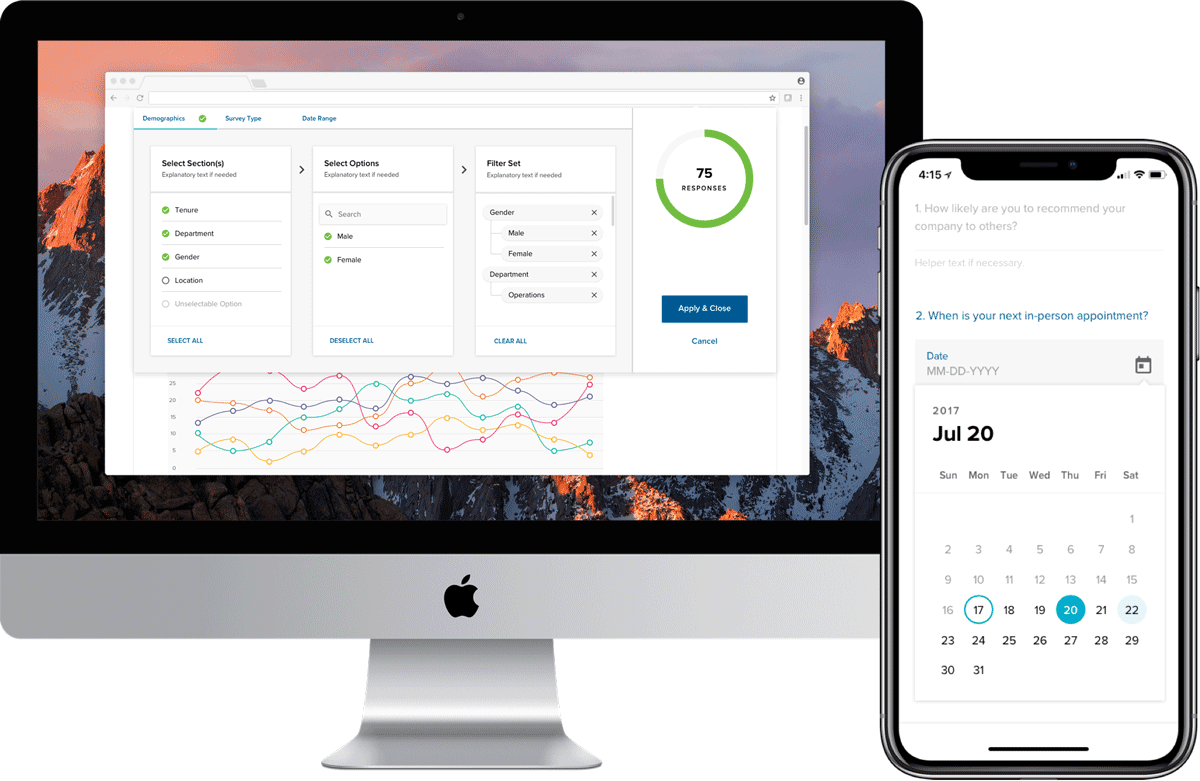 Demographics
Survey Type
Date Range
Select Section(s)
Explanatory text if needed
Tenure
Department
Gender
Location
Unselectable Option
SELECT ALL
Select Options
Explanatory text if needed
Search
Male
Female
DESELECT ALL
Filter Set
Explanatory text if needed
Gender
Male
Female
Department
Operations
CLEAR ALL
75
RESPONSES
Apply & Close
Cancel
25
20
15
10
5
0
4:15
1. How likely are you to recommend your
company to others?
Helper text if necessary.
2. When is your next in-person appointment?
Date
MM-DD-YYYY
2017
Jul 20
Sun Mon Tue Wed Thu Fri Sat
1
2 3 4 5 6 7 8
9 10 11 12 13 14 15
16 17 18 19 20 21 22
23 24 25 26 27 28 29
30 31